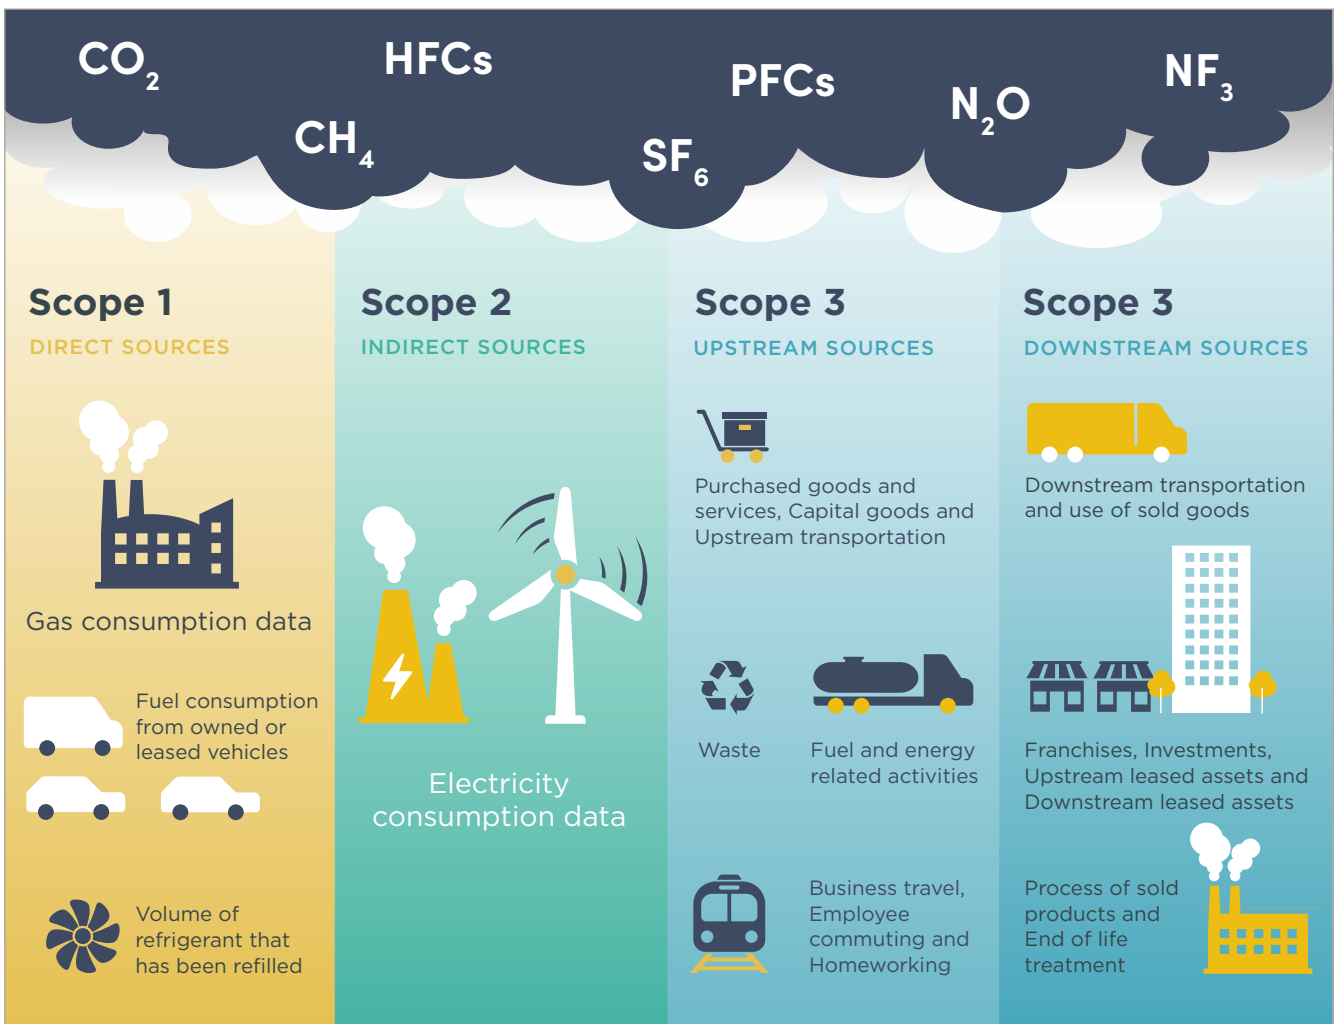 CO2
HFCs
PFCs
NF3
N2O
CH4
SF6
Scope 1
DIRECT SOURCES
Gas consumption data
Fuel consumption
from owned or
leased vehicles
Volume of
refrigerant that
has been refilled
Scope 2
INDIRECT SOURCES
Electricity
consumption data
Scope 3
UPSTREAM SOURCES
Purchased goods and
services, Capital goods and
Upstream transportation
Waste
Fuel and energy
related activities
Business travel,
Employee
commuting and
Homeworking
Scope 3
DOWNSTREAM SOURCES
Downstream transportation
and use of sold goods
Franchises, Investments,
Upstream leased assets and
Downstream leased assets
Process of sold
products and
End of life
treatment